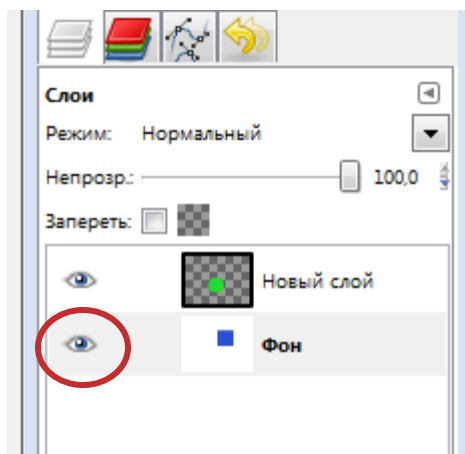 Слои
Режим: Нормальный
Непрозр.: 100,0
Запереть:
Новый слой
Фон